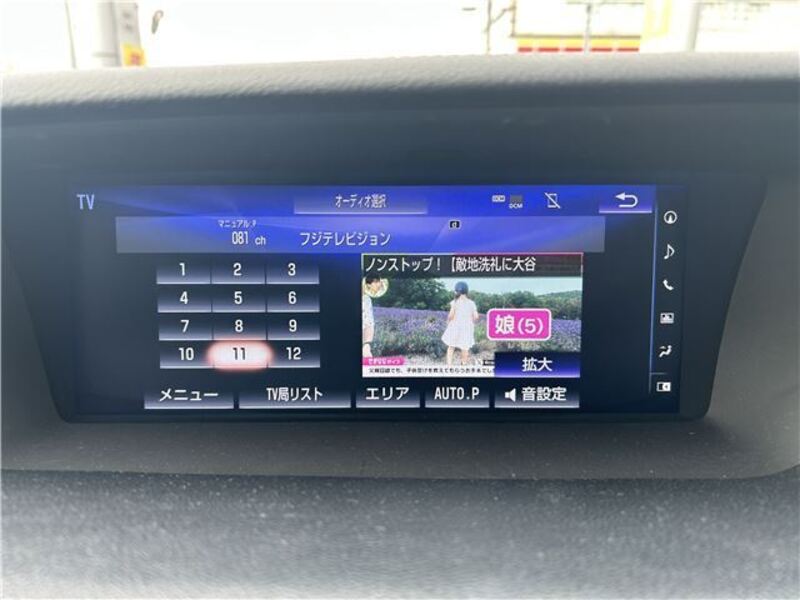 TV
オーディオ選択
DCM
マニュアル:P
081 ch フジテレビジョン
1 2 3
4 5 6
7 8 9
10 11 12
ノンストップ!【敵地洗礼に大谷
娘(5)
拡大
メニュー TV局リスト エリア AUTO.P 音設定